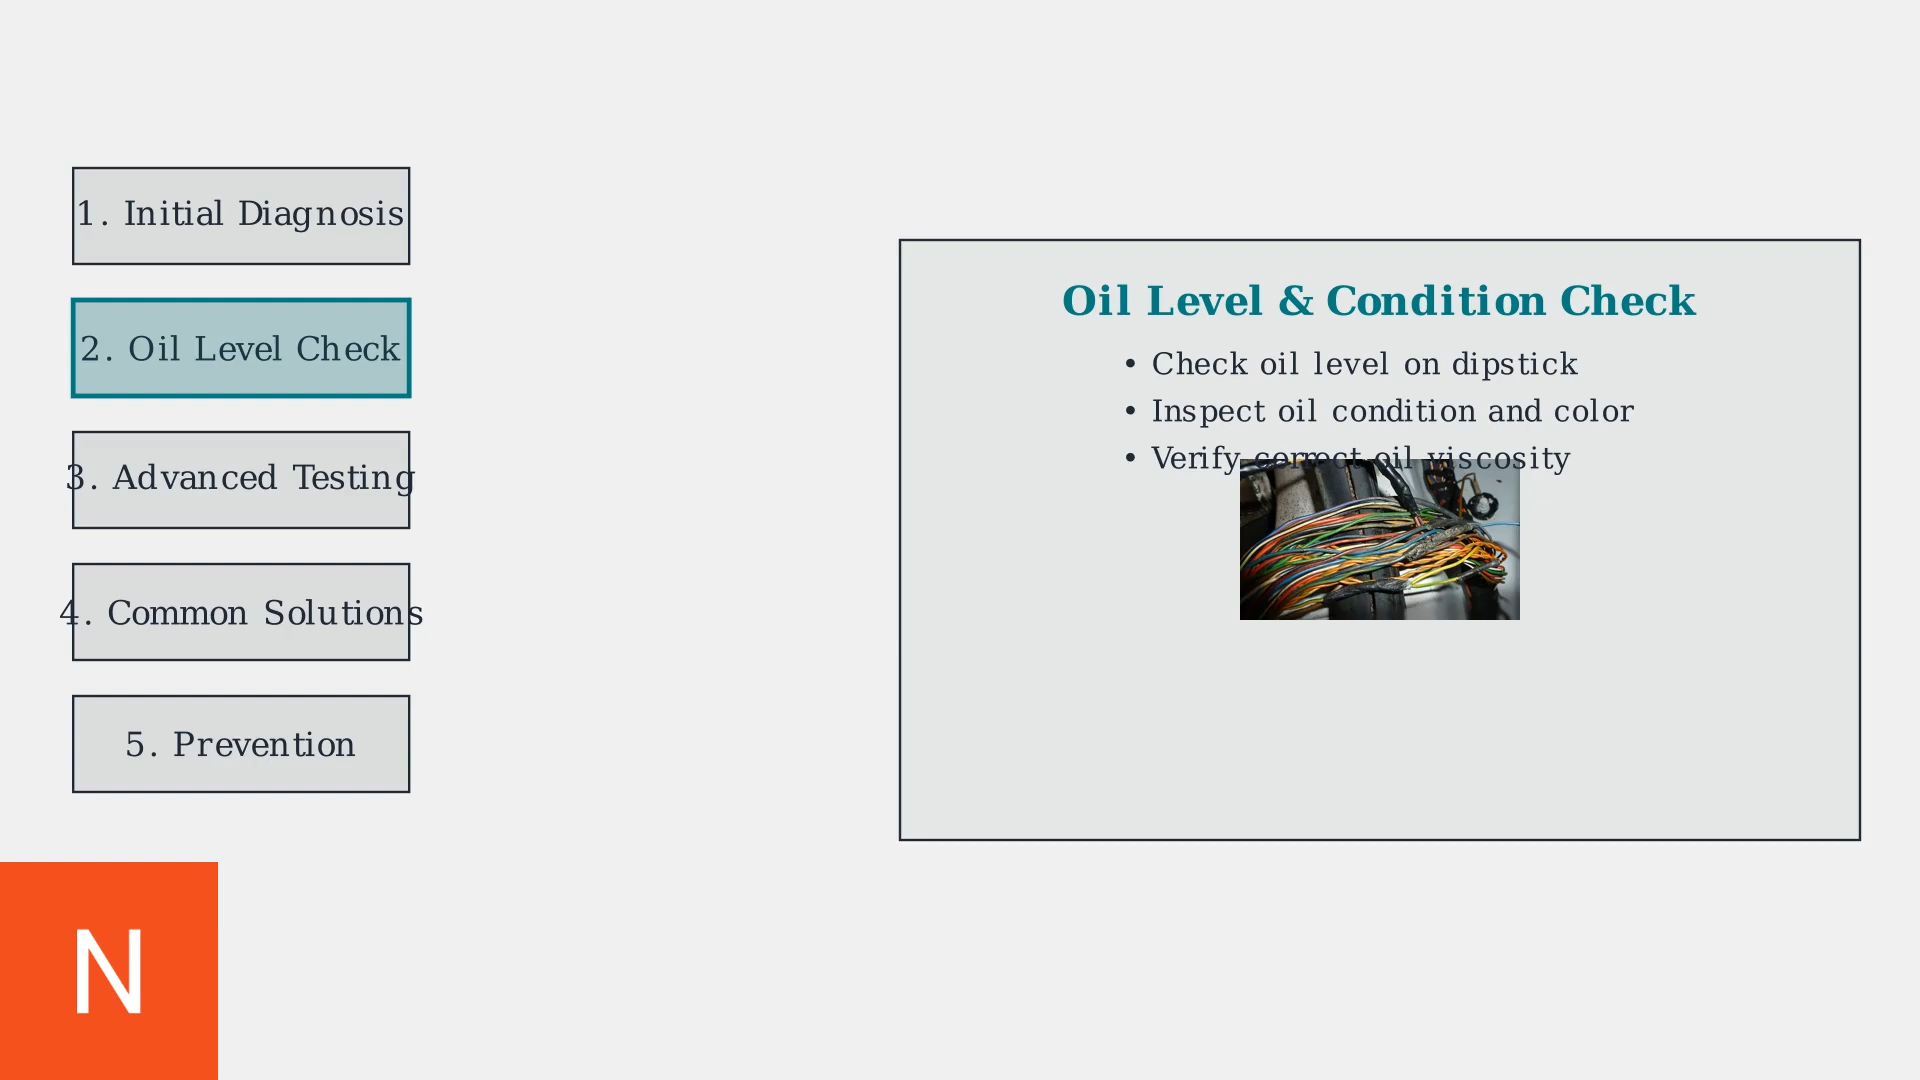 1. Initial Diagnosis
2. Oil Level Check
3. Advanced Testing
4. Common Solutions
5. Prevention
Oil Level & Condition Check
• Check oil level on dipstick
• Inspect oil condition and color
• Verify correct oil viscosity
N